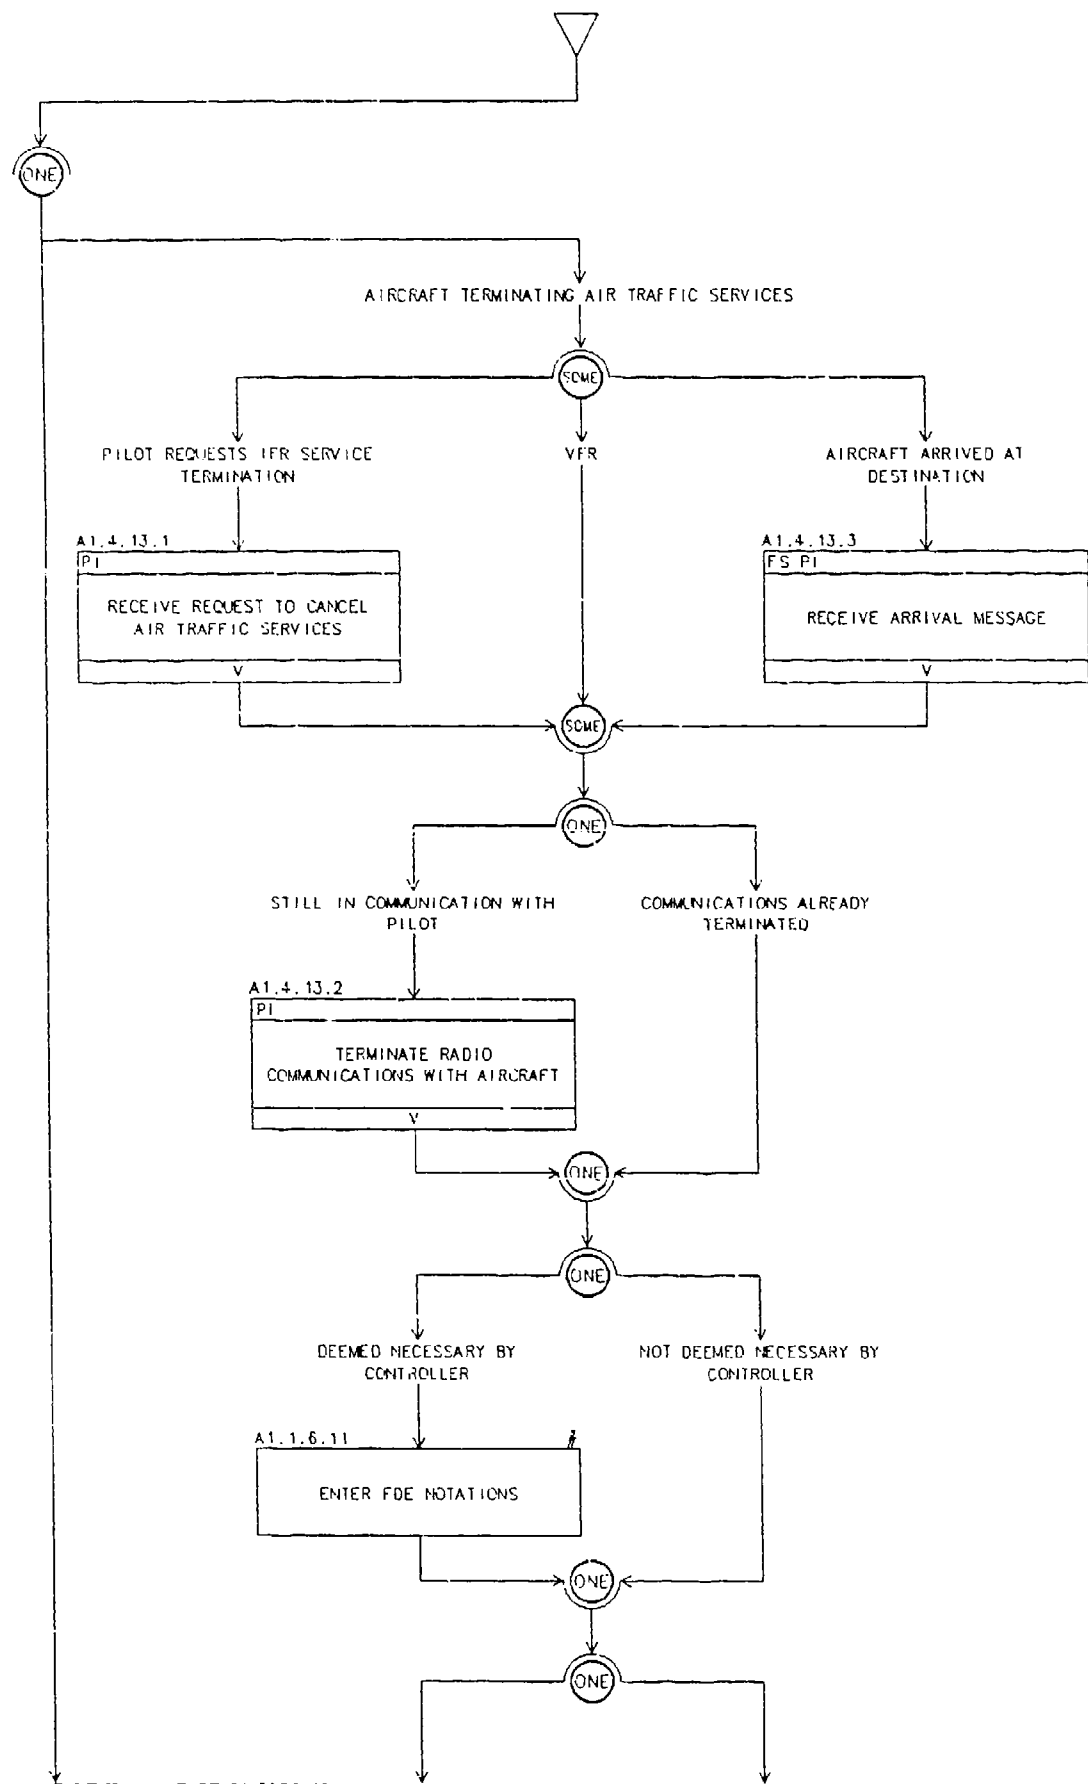 ONE
AIRCRAFT TERMINATING AIR TRAFFIC SERVICES
SOME
PILOT REQUESTS IFR SERVICE
TERMINATION
VFR
AIRCRAFT ARRIVED AT
DESTINATION
A1.4.13.1
PI
RECEIVE REQUEST TO CANCEL
AIR TRAFFIC SERVICES
V
A1.4.13.3
FS PI
RECEIVE ARRIVAL MESSAGE
V
SOME
ONE
STILL IN COMMUNICATION WITH
PILOT
COMMUNICATIONS ALREADY
TERMINATED
A1.4.13.2
PI
TERMINATE RADIO
COMMUNICATIONS WITH AIRCRAFT
V
ONE
ONE
DEEMED NECESSARY BY
CONTROLLER
NOT DEEMED NECESSARY BY
CONTROLLER
A1.1.6.11
ENTER FDE NOTATIONS
ONE
ONE